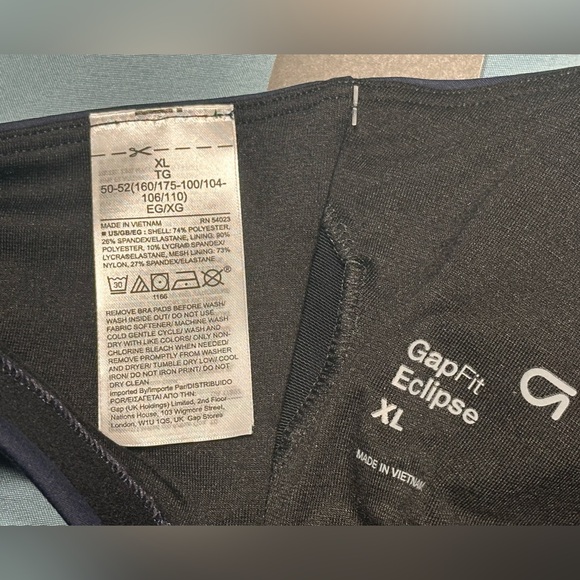 XL
TG
50-52(160/175-100/104-
106/110)
EG/XG
MADE IN VIETNAM RN 54023
■ US/GB/EG : SHELL: 74% POLYESTER,
26% SPANDEX/ELASTANE, LINING: 90%
POLYESTER, 10% LYCRA® SPANDEX/
LYCRA/ELASTANE, MESH LINING: 73%
NYLON, 27% SPANDEX/ELASTANE
30
1166
REMOVE BRA PADS BEFORE WASH/
WASH INSIDE OUT/ DO NOT USE
FABRIC SOFTENER/ MACHINE WASH
COLD GENTLE CYCLE/ WASH AND
DRY WITH LIKE COLORS/ ONLY NON-
CHLORINE BLEACH WHEN NEEDED/
REMOVE PROMPTLY FROM WASHER
AND DRYER/ TUMBLE DRY LOW/ COOL
IRON/ DO NOT IRON PRINT/ DO NOT
DRY CLEAN
Imported By/Importe Par/DISTRIBUIDO
POR/ΕΙΣΑΓΕΤΑΙ ΑΠΟ ΤΗΝ:
Gap (UK Holdings) Limited, 2nd Floor
Nations House, 103 Wigmore Street,
London, W1U 1QS, UK. Gap Stores
GapFit
Eclipse
XL
MADE IN VIETNAM